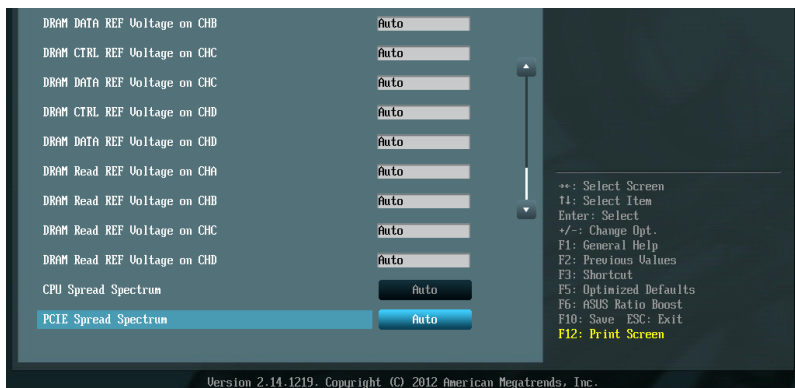 DRAM DATA REF Voltage on CHB Auto
DRAM CTRL REF Voltage on CHC Auto
DRAM DATA REF Voltage on CHC Auto
DRAM CTRL REF Voltage on CHD Auto
DRAM DATA REF Voltage on CHD Auto
DRAM Read REF Voltage on CHA Auto
DRAM Read REF Voltage on CHB Auto
DRAM Read REF Voltage on CHC Auto
DRAM Read REF Voltage on CHD Auto
CPU Spread Spectrum Auto
PCIE Spread Spectrum Auto
→←: Select Screen
↑↓: Select Item
Enter: Select
+/-: Change Opt.
F1: General Help
F2: Previous Values
F3: Shortcut
F5: Optimized Defaults
F6: ASUS Ratio Boost
F10: Save ESC: Exit
F12: Print Screen
Version 2.14.1219. Copyright (C) 2012 American Megatrends, Inc.